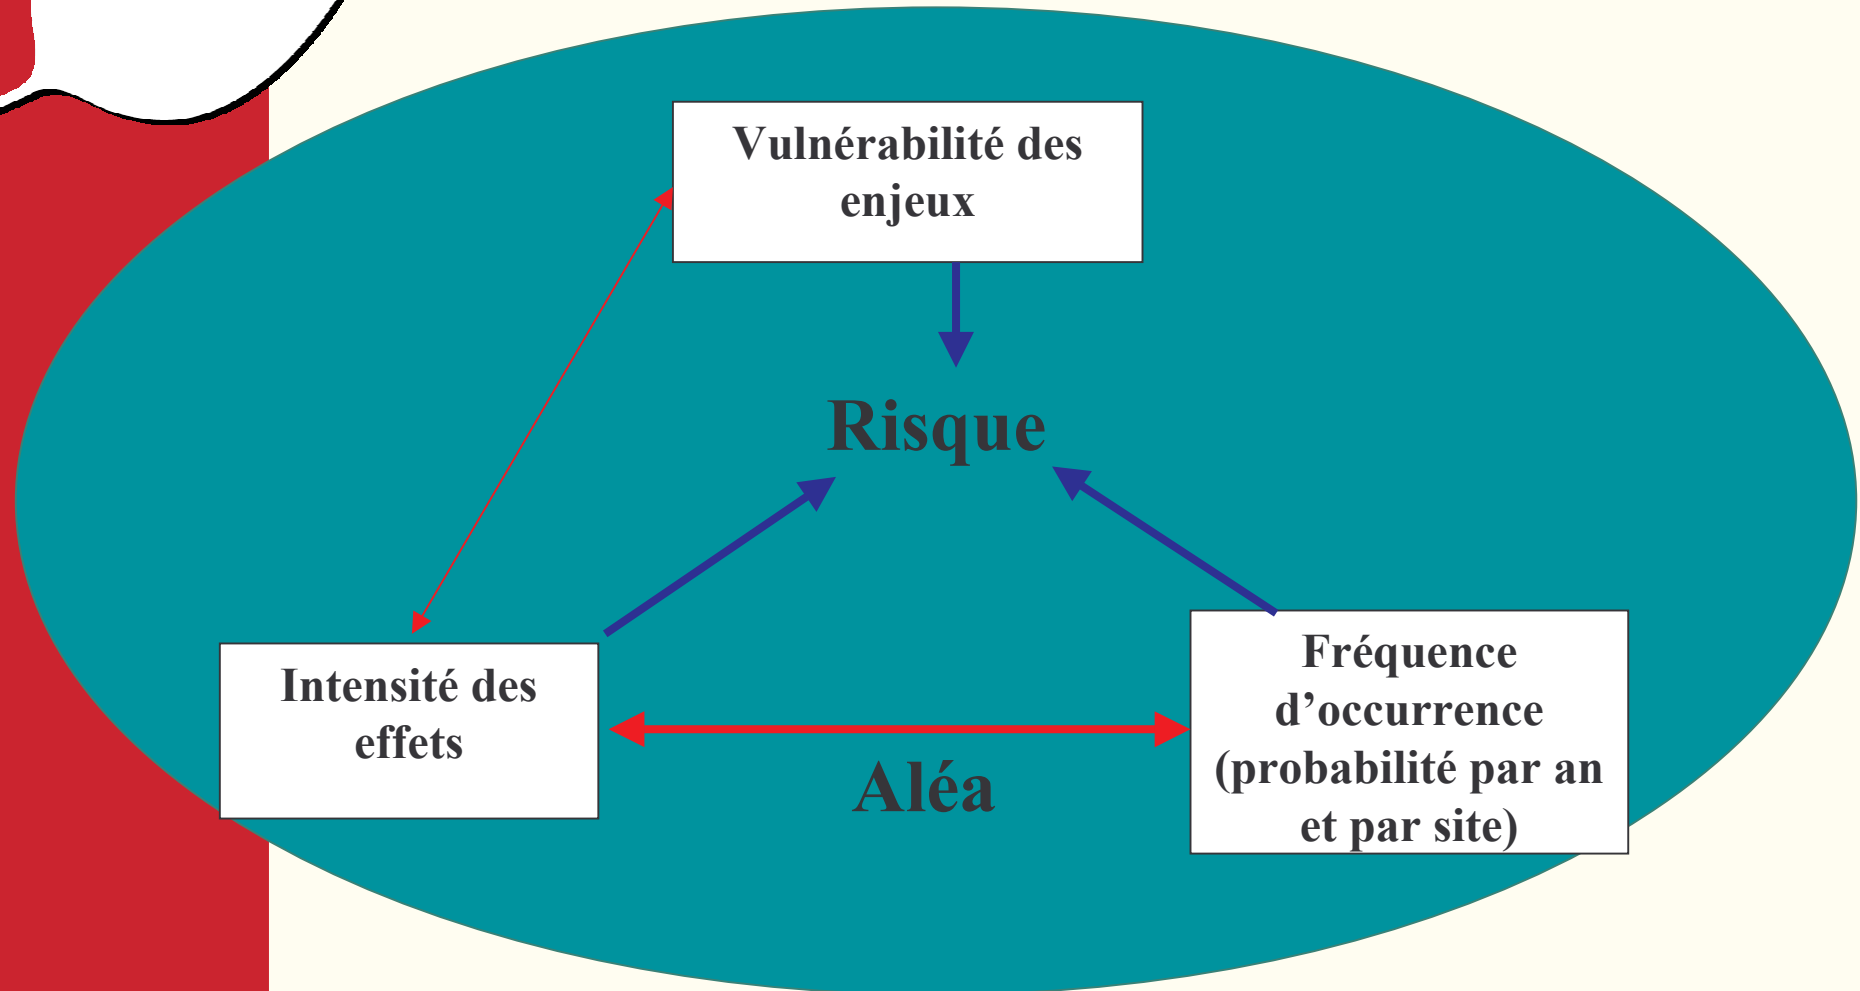 Vulnérabilité des
enjeux
Risque
Intensité des
effets
Aléa
Fréquence
d’occurrence
(probabilité par an
et par site)